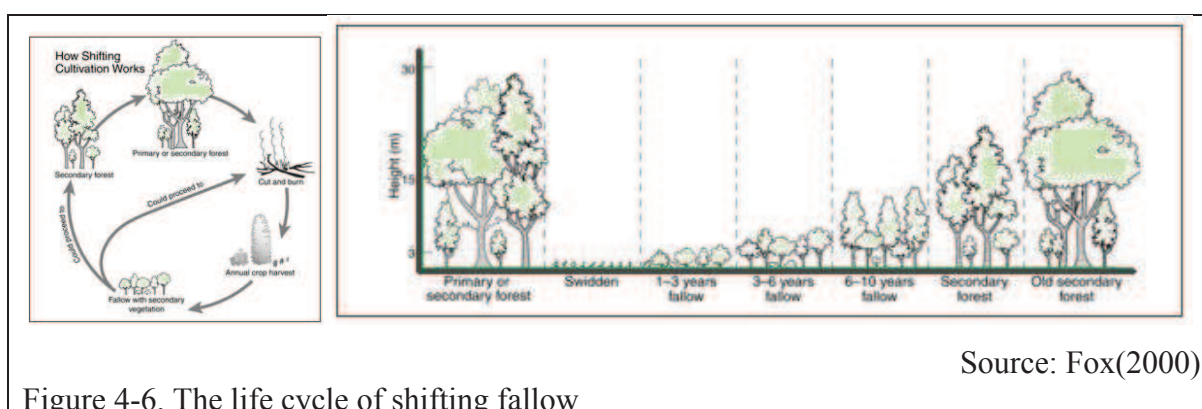 How Shifting
Cultivation Works
Primary or secondary forest
Secondary forest
Cut and burn
Could proceed to
Could proceed to
Annual crop harvest
Fallow with secondary
vegetation
Height (m)
30
15
3
Primary or
secondary forest
Swidden
1–3 years
fallow
3–6 years
fallow
6–10 years
fallow
Secondary
forest
Old secondary
forest
Source: Fox(2000)
Figure 4-6. The life cycle of shifting fallow